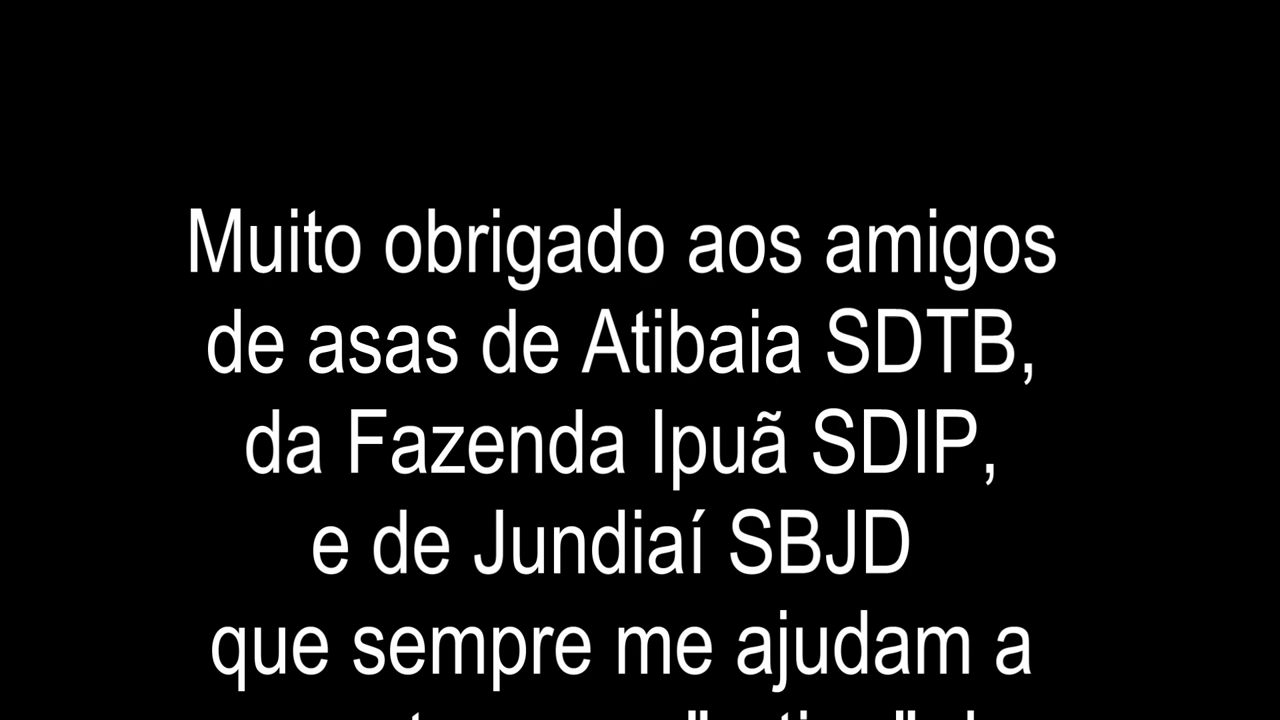 Muito obrigado aos amigos
de asas de Atibaia SDTB,
da Fazenda Ipuã SDIP,
e de Jundiaí SBJD
que sempre me ajudam a